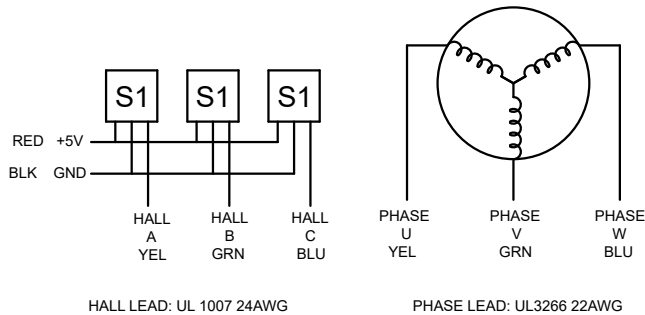 S1 S1 S1
RED +5V
BLK GND
HALL A YEL
HALL B GRN
HALL C BLU
PHASE U YEL
PHASE V GRN
PHASE W BLU
HALL LEAD: UL 1007 24AWG
PHASE LEAD: UL3266 22AWG